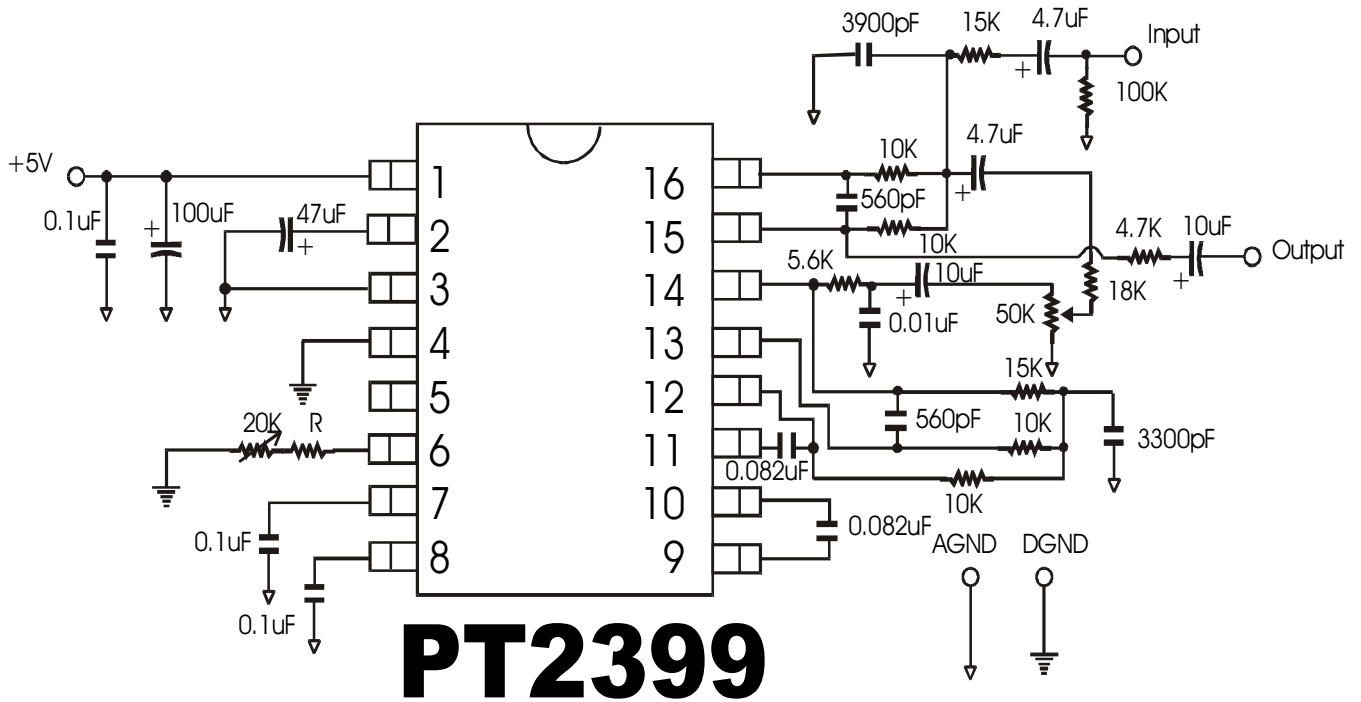 3900pF
15K
4.7uF
Input
100K
+5V
0.1uF
+
100uF
47uF
+
1
2
3
4
5
6
7
8
16
15
14
13
12
11
10
9
+
10K
4.7uF
560pF
+
10K
5.6K
10uF
+
0.01uF
50K
18K
4.7K
10uF
+
Output
15K
560pF
10K
3300pF
10K
0.082uF
0.082uF
20K
R
0.1uF
0.1uF
AGND
DGND
PT2399